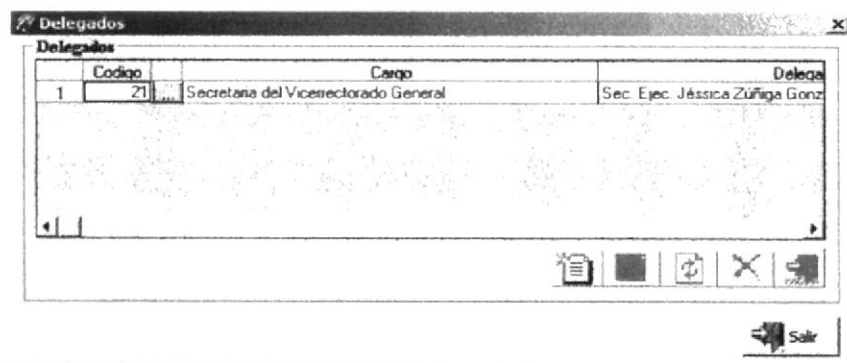 Delegados
Delegados
Codigo Cargo Delega
1 21 ... Secretaria del Vicerrectorado General Sec. Ejec. Jéssica Zúñiga Gonz
Salir